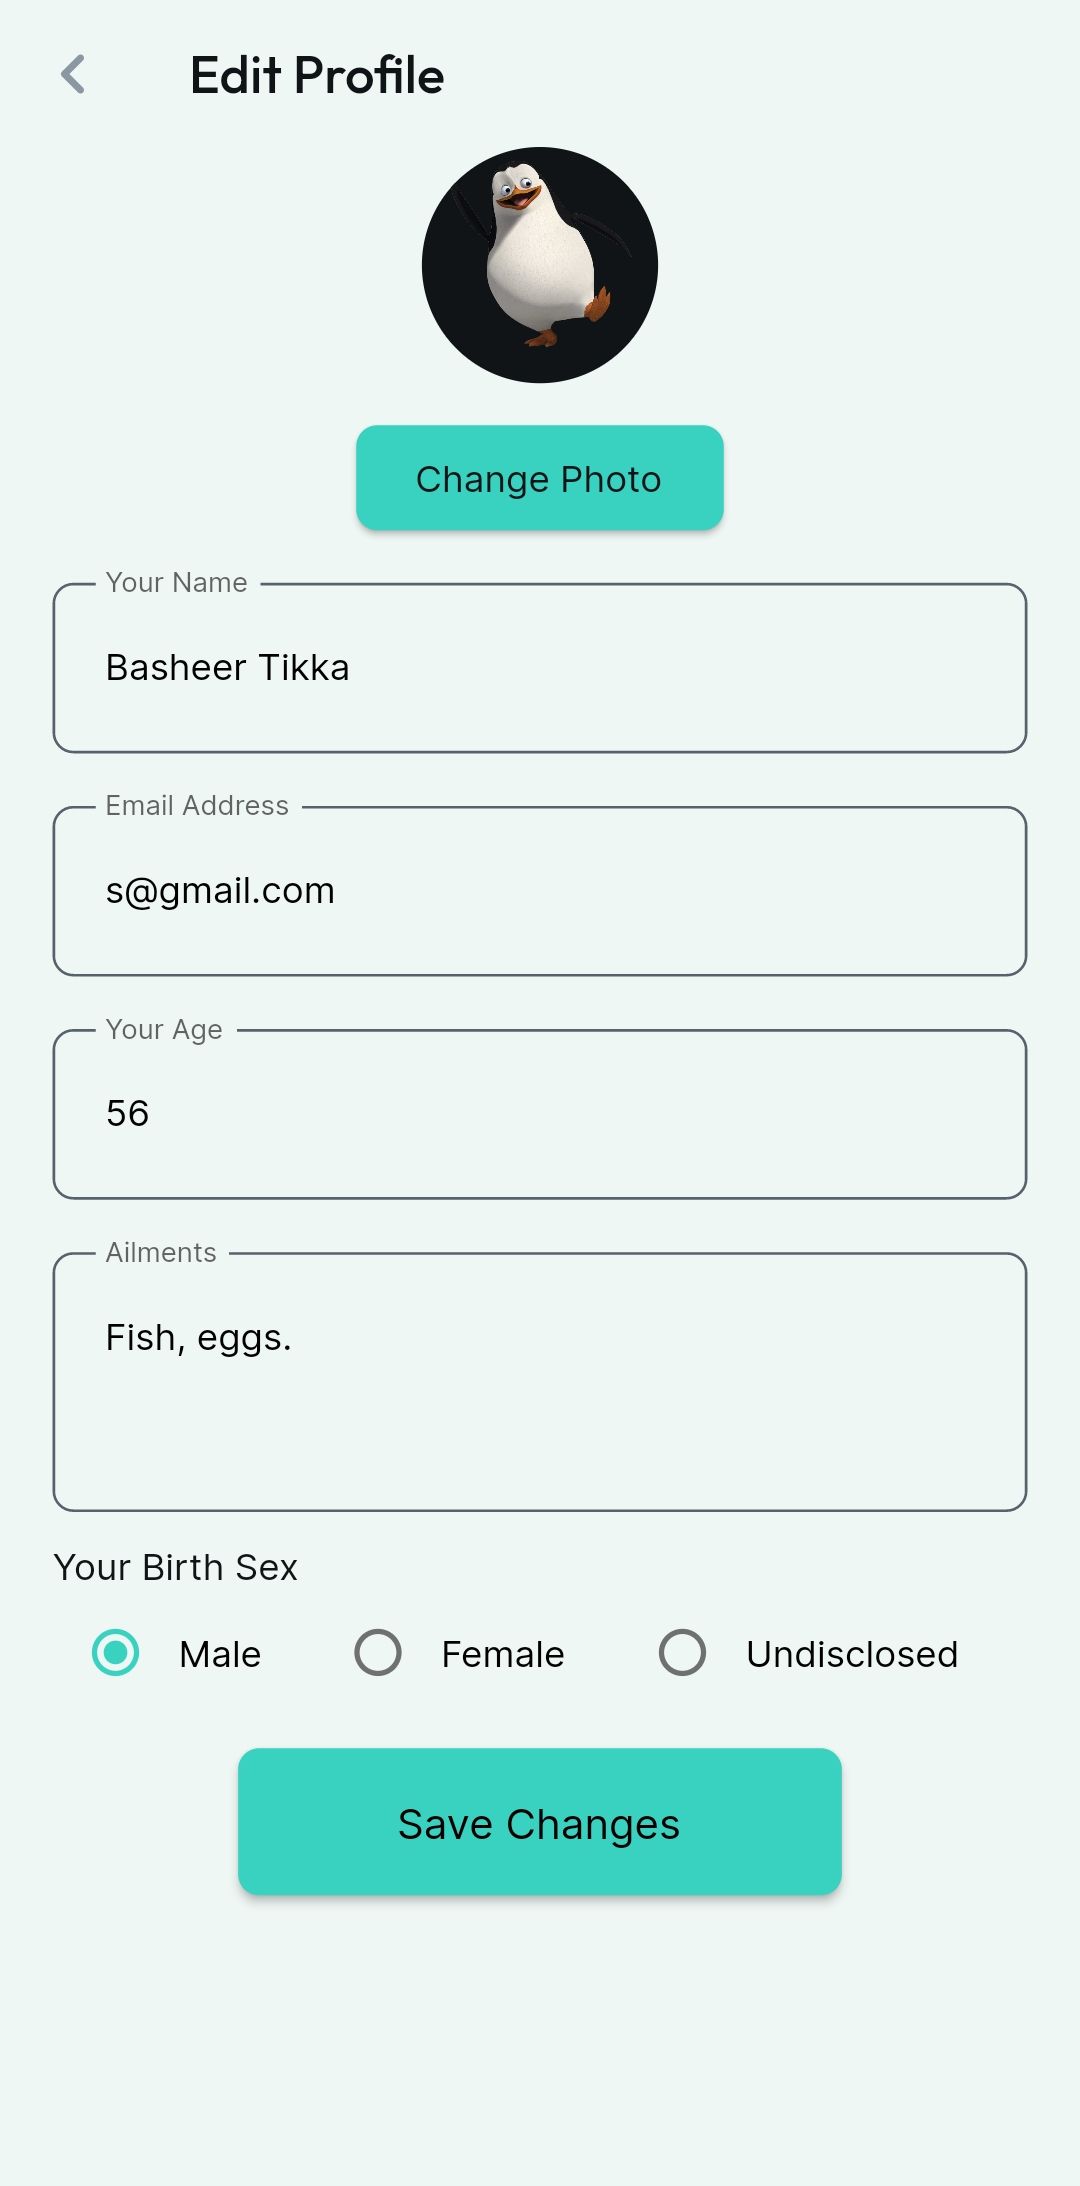 Edit Profile
Change Photo
Your Name
Basheer Tikka
Email Address
s@gmail.com
Your Age
56
Ailments
Fish, eggs.
Your Birth Sex
Male Female Undisclosed
Save Changes